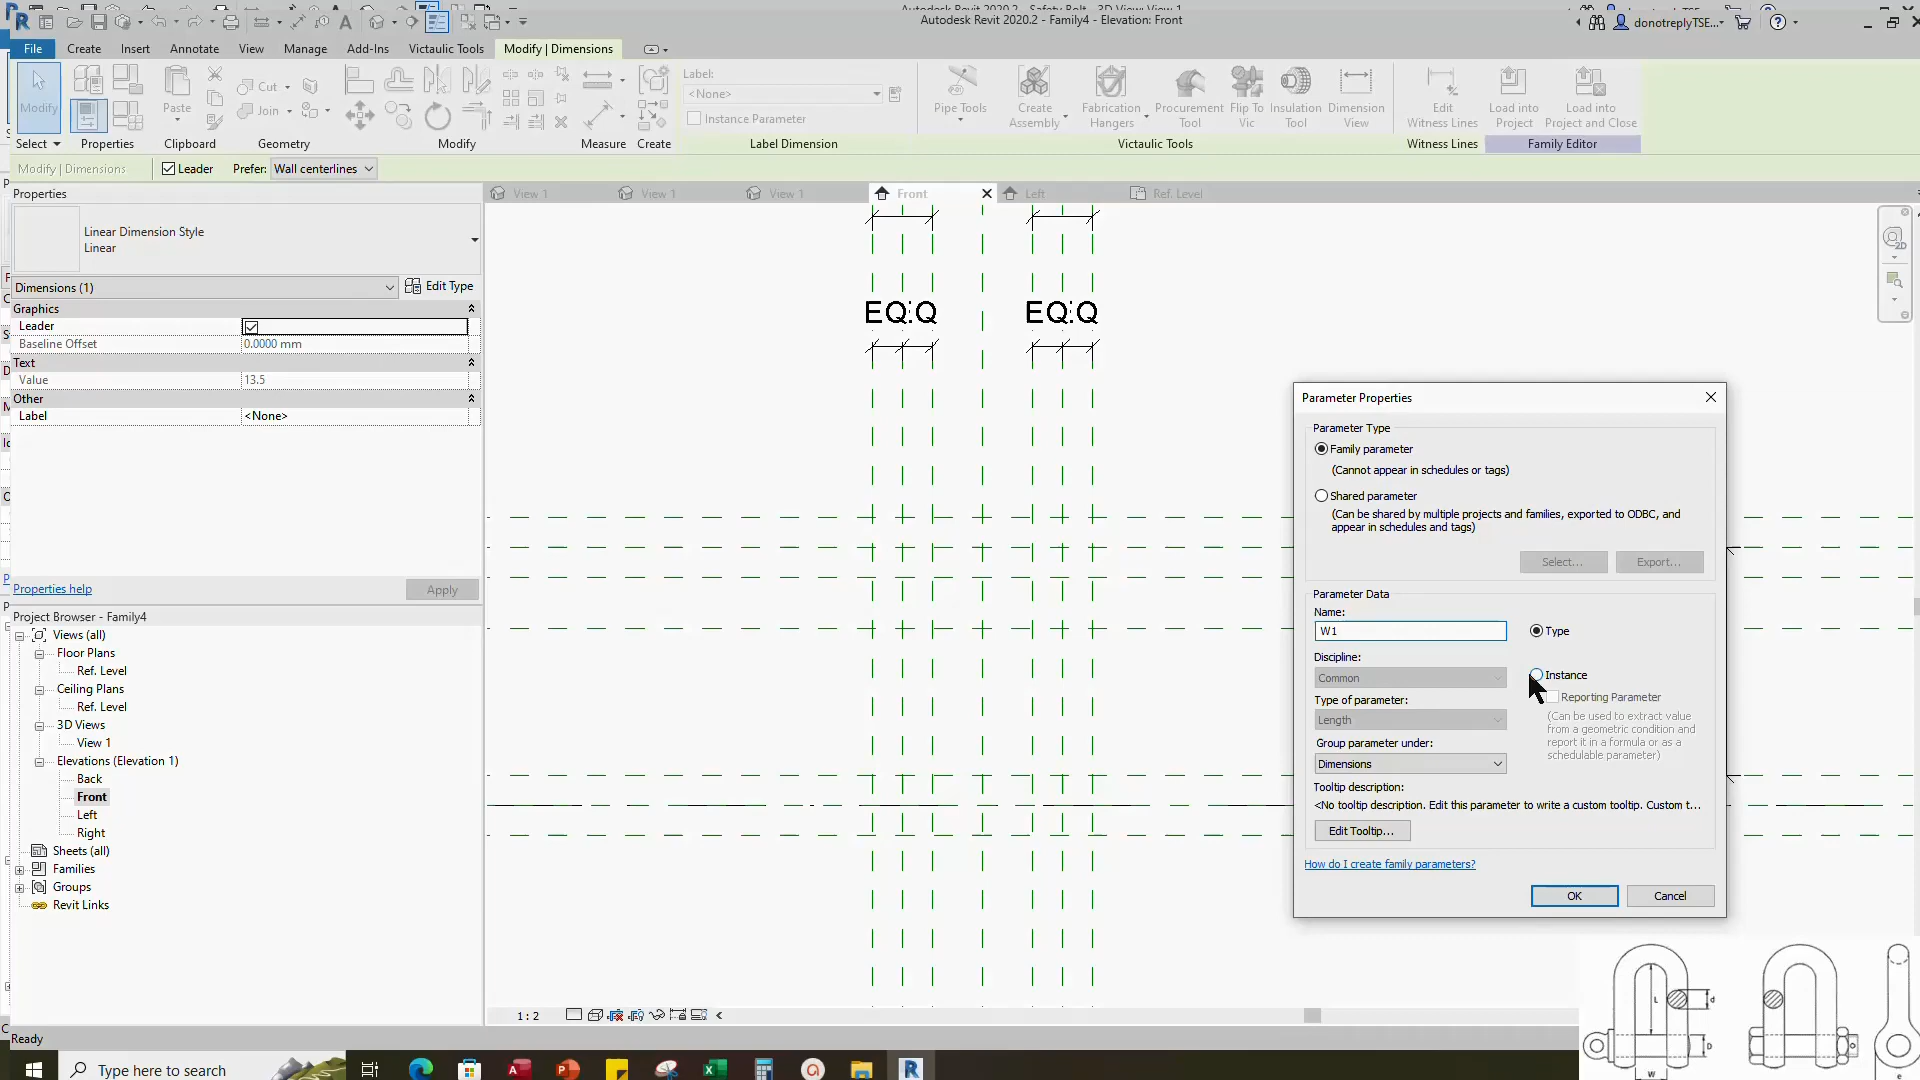 Autodesk Revit 2020.2 - Safety Bolt - 3D View: View 1
Autodesk Revit 2020.2 - Family4 - Elevation: Front
donotreplyTSE...
File Create Insert Annotate View Manage Add-Ins Victaulic Tools Modify | Dimensions
Label:
<None>
Instance Parameter
Modify
Paste
Cut
Join
Pipe Tools
Create Assembly
Fabrication Hangers
Procurement Tool
Flip To Vic
Insulation Tool
Dimension View
Edit Witness Lines
Load into Project
Load into Project and Close
Select Properties Clipboard Geometry Modify Measure Create Label Dimension Victaulic Tools Witness Lines Family Editor
Modify | Dimensions Leader Prefer: Wall centerlines
Properties
View 1 View 1 View 1 Front Left Ref. Level
2D
Linear Dimension Style
Linear
Dimensions (1) Edit Type
Graphics
Leader
Baseline Offset 0.0000 mm
Text
Value 13.5
Other
Label <None>
Properties help Apply
Project Browser - Family4
Views (all)
Floor Plans
Ref. Level
Ceiling Plans
Ref. Level
3D Views
View 1
Elevations (Elevation 1)
Back
Front
Left
Right
Sheets (all)
Families
Groups
Revit Links
Parameter Properties
Parameter Type
Family parameter
(Cannot appear in schedules or tags)
Shared parameter
(Can be shared by multiple projects and families, exported to ODBC, and
appear in schedules and tags)
Select... Export...
Parameter Data
Name:
W1 Type
Discipline:
Common Instance
Type of parameter: Reporting Parameter
Length
(Can be used to extract value
from a geometric condition and
report it in a formula or as a
schedulable parameter)
Group parameter under:
Dimensions
Tooltip description:
<No tooltip description. Edit this parameter to write a custom tooltip. Custom t...
Edit Tooltip...
How do I create family parameters?
OK Cancel
1 : 2
L d
D
W e
Ready
Type here to search